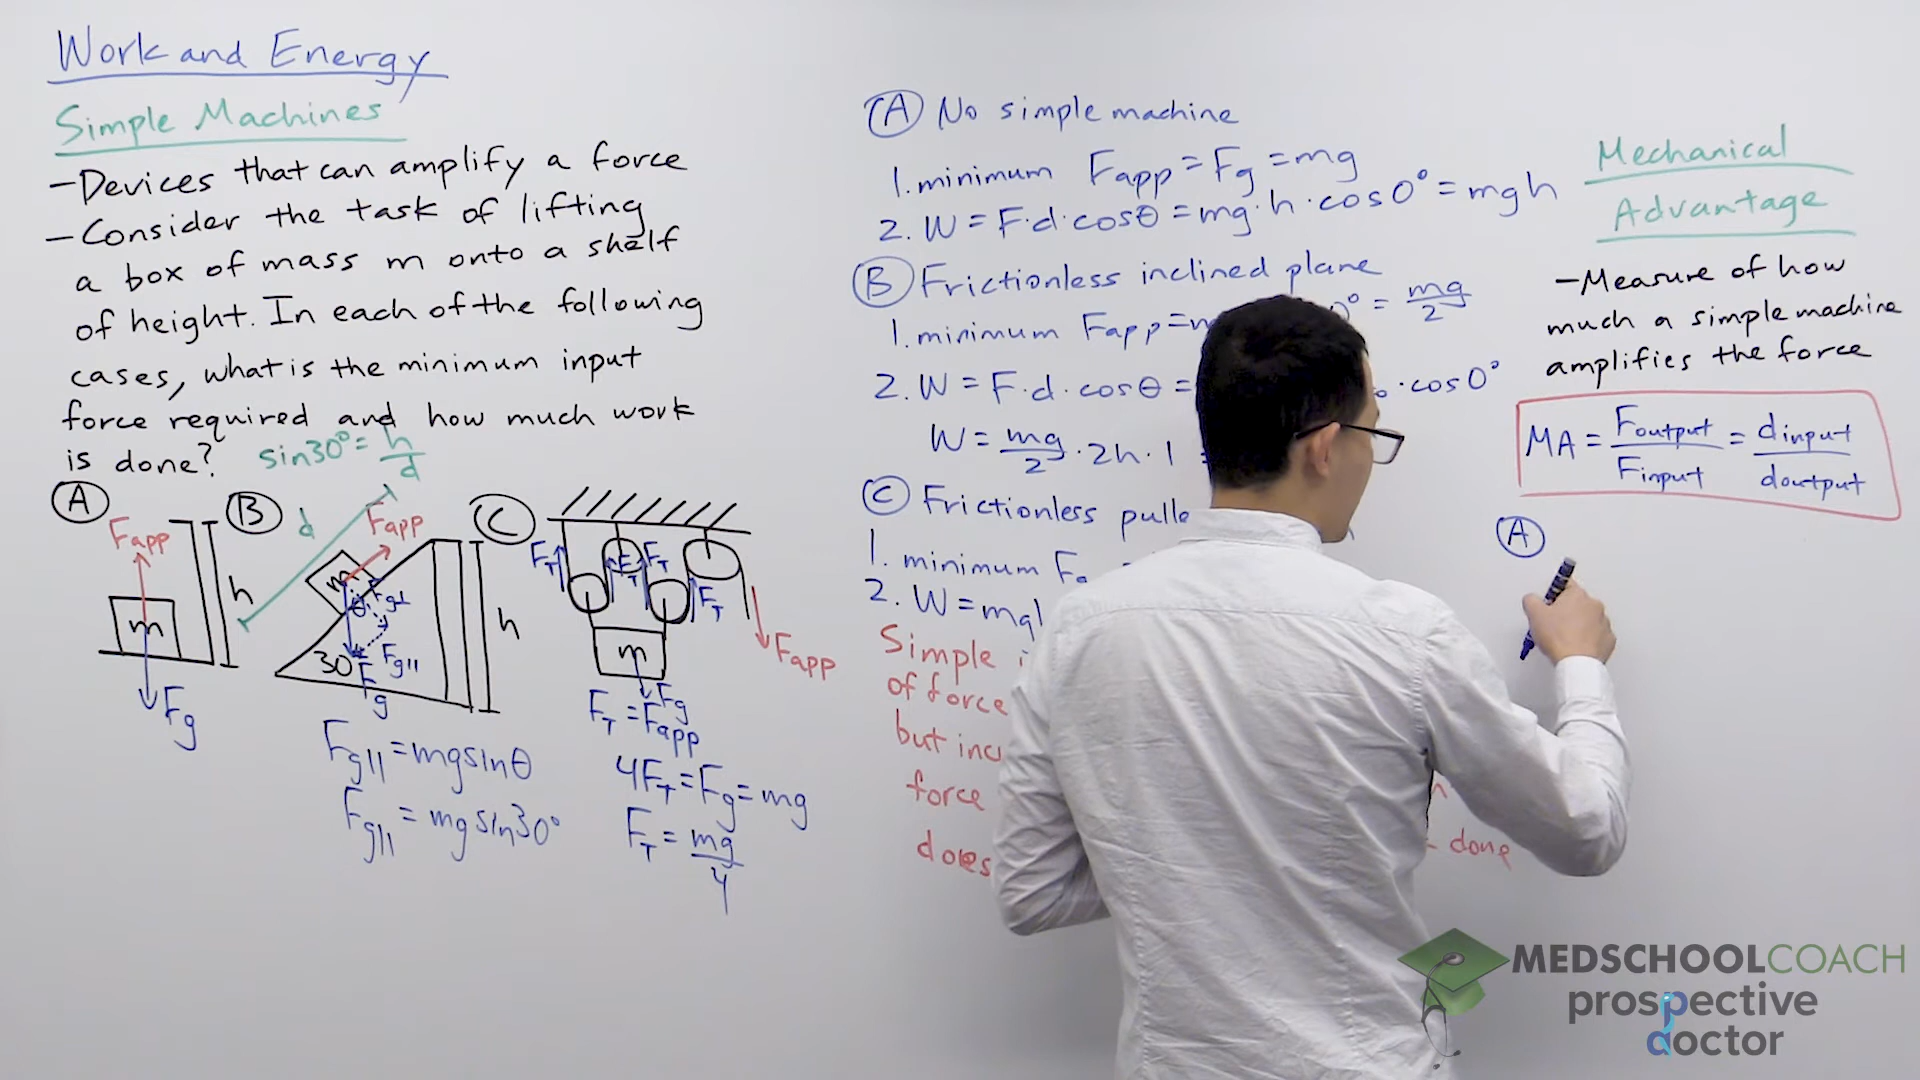 Work and Energy
Simple Machines
- Devices that can amplify a force
- Consider the task of lifting
a box of mass m onto a shelf
of height. In each of the following
cases, what is the minimum input
force required and how much work
is done?
sin30° = h/d
A
Fapp
m
Fg
h
B
d
Fapp
m
θ
Fg⊥
Fg||
Fg
30
h
Fg|| = mgsinθ
Fg|| = mgsin30°
C
FT
FT
FT
FT
m
Fapp
Fg
FT = Fapp
4FT = Fg = mg
FT = mg/4
A No simple machine
1. minimum Fapp = Fg = mg
2. W = F·d·cosθ = mg·h·cos0° = mgh
B Frictionless inclined plane
1. minimum Fapp = 0° = mg/2
2. W = F·d·cosθ = ·cos0°
W = mg/2 · 2h · 1
C Frictionless
1. minimum
2. W =
Simple
of force
but
force
does
done
Mechanical
Advantage
- Measure of how
much a simple machine
amplifies the force
MA = Foutput/Finput = dinput/doutput
A
MEDSCHOOLCOACH
prospective
doctor